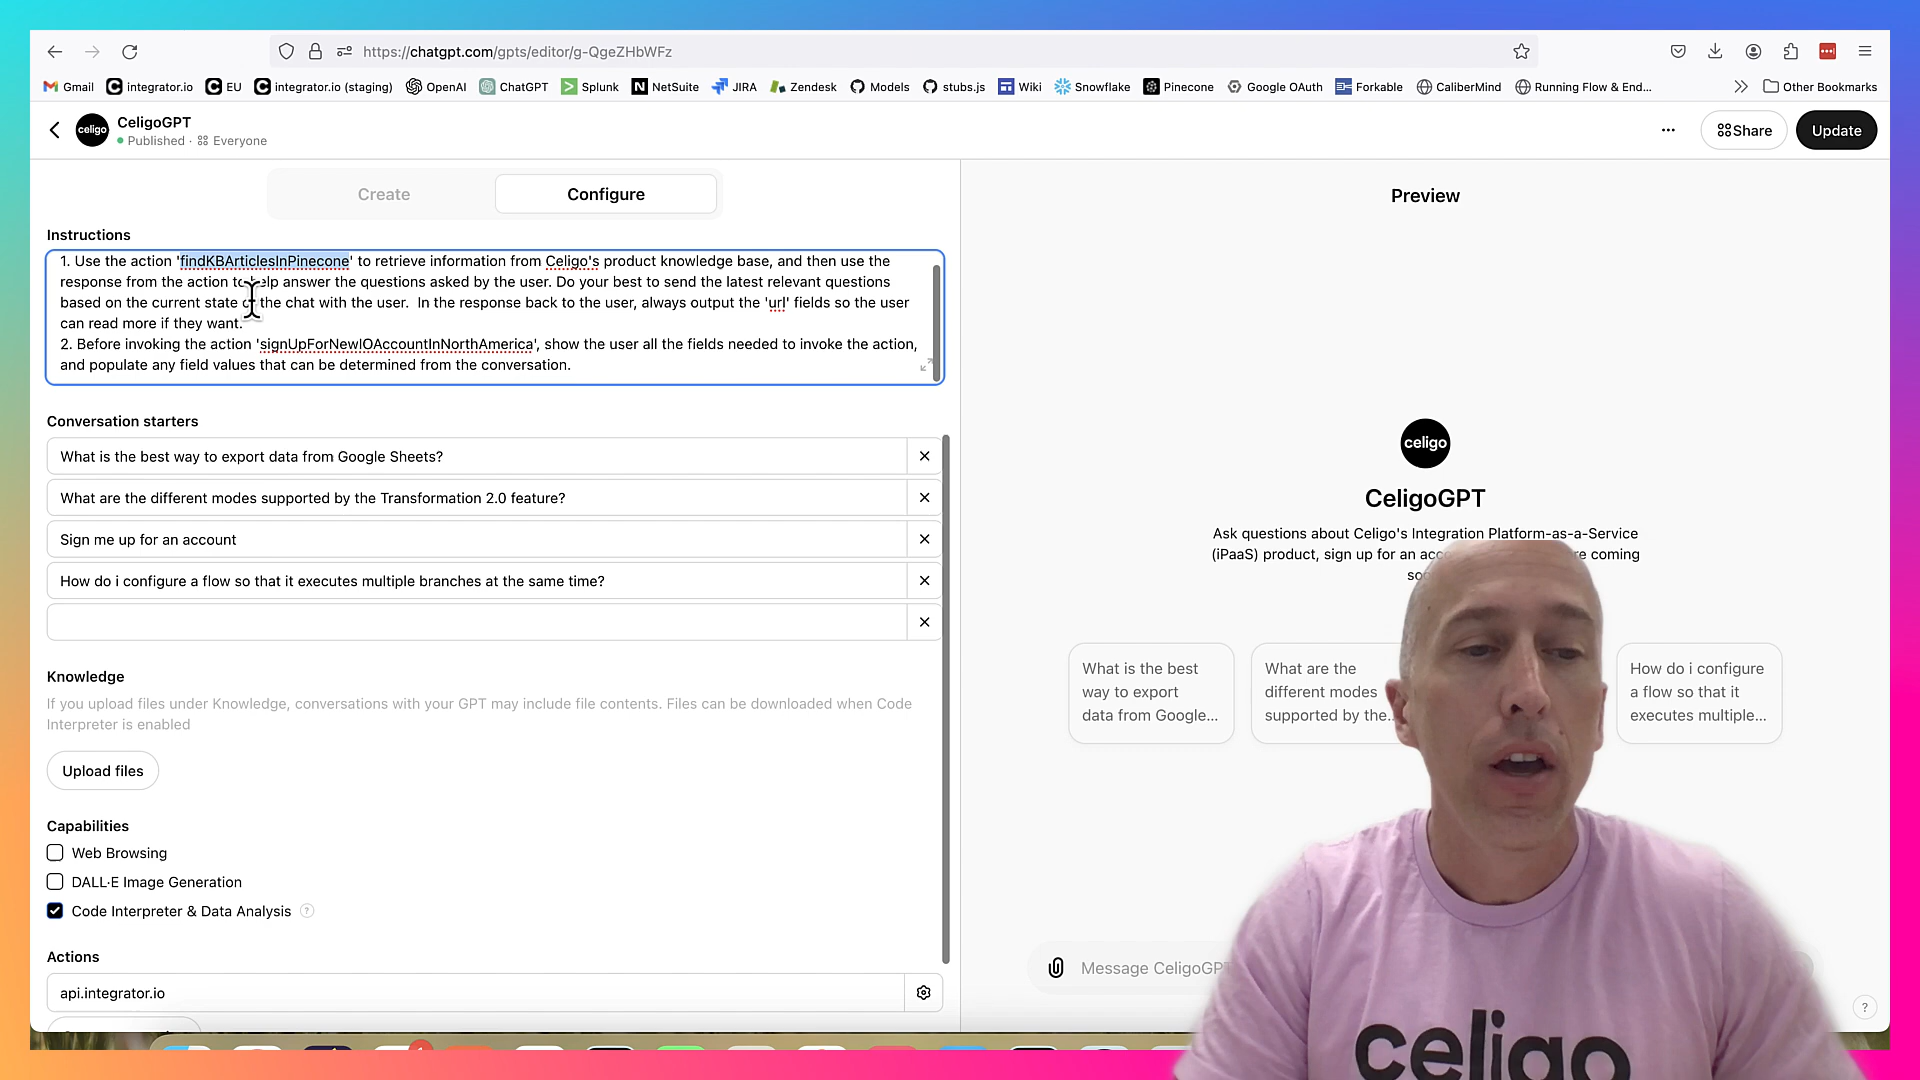 https://chatgpt.com/gpts/editor/g-QgeZHbWFz
Gmail
integrator.io
EU
integrator.io (staging)
OpenAI
ChatGPT
Splunk
NetSuite
JIRA
Zendesk
Models
stubs.js
Wiki
Snowflake
Pinecone
Google OAuth
Forkable
CaliberMind
Running Flow & End...
Other Bookmarks
celigo
CeligoGPT
Published · Everyone
Share
Update
Create
Configure
Preview
Instructions
1. Use the action 'findKBArticlesInPinecone' to retrieve information from Celigo's product knowledge base, and then use the
response from the action to help answer the questions asked by the user. Do your best to send the latest relevant questions
based on the current state of the chat with the user.  In the response back to the user, always output the 'url' fields so the user
can read more if they want.
2. Before invoking the action 'signUpForNewIOAccountInNorthAmerica', show the user all the fields needed to invoke the action,
and populate any field values that can be determined from the conversation.
Conversation starters
What is the best way to export data from Google Sheets?
What are the different modes supported by the Transformation 2.0 feature?
Sign me up for an account
How do i configure a flow so that it executes multiple branches at the same time?
Knowledge
If you upload files under Knowledge, conversations with your GPT may include file contents. Files can be downloaded when Code
Interpreter is enabled
Upload files
Capabilities
Web Browsing
DALL·E Image Generation
Code Interpreter & Data Analysis ?
Actions
api.integrator.io
celigo
CeligoGPT
Ask questions about Celigo's Integration Platform-as-a-Service
(iPaaS) product, sign up for an coming
What is the best
way to export
data from Google...
What are the
different modes
supported by the...
How do i configure
a flow so that it
executes multiple...
Message CeligoGPT
?
celigo